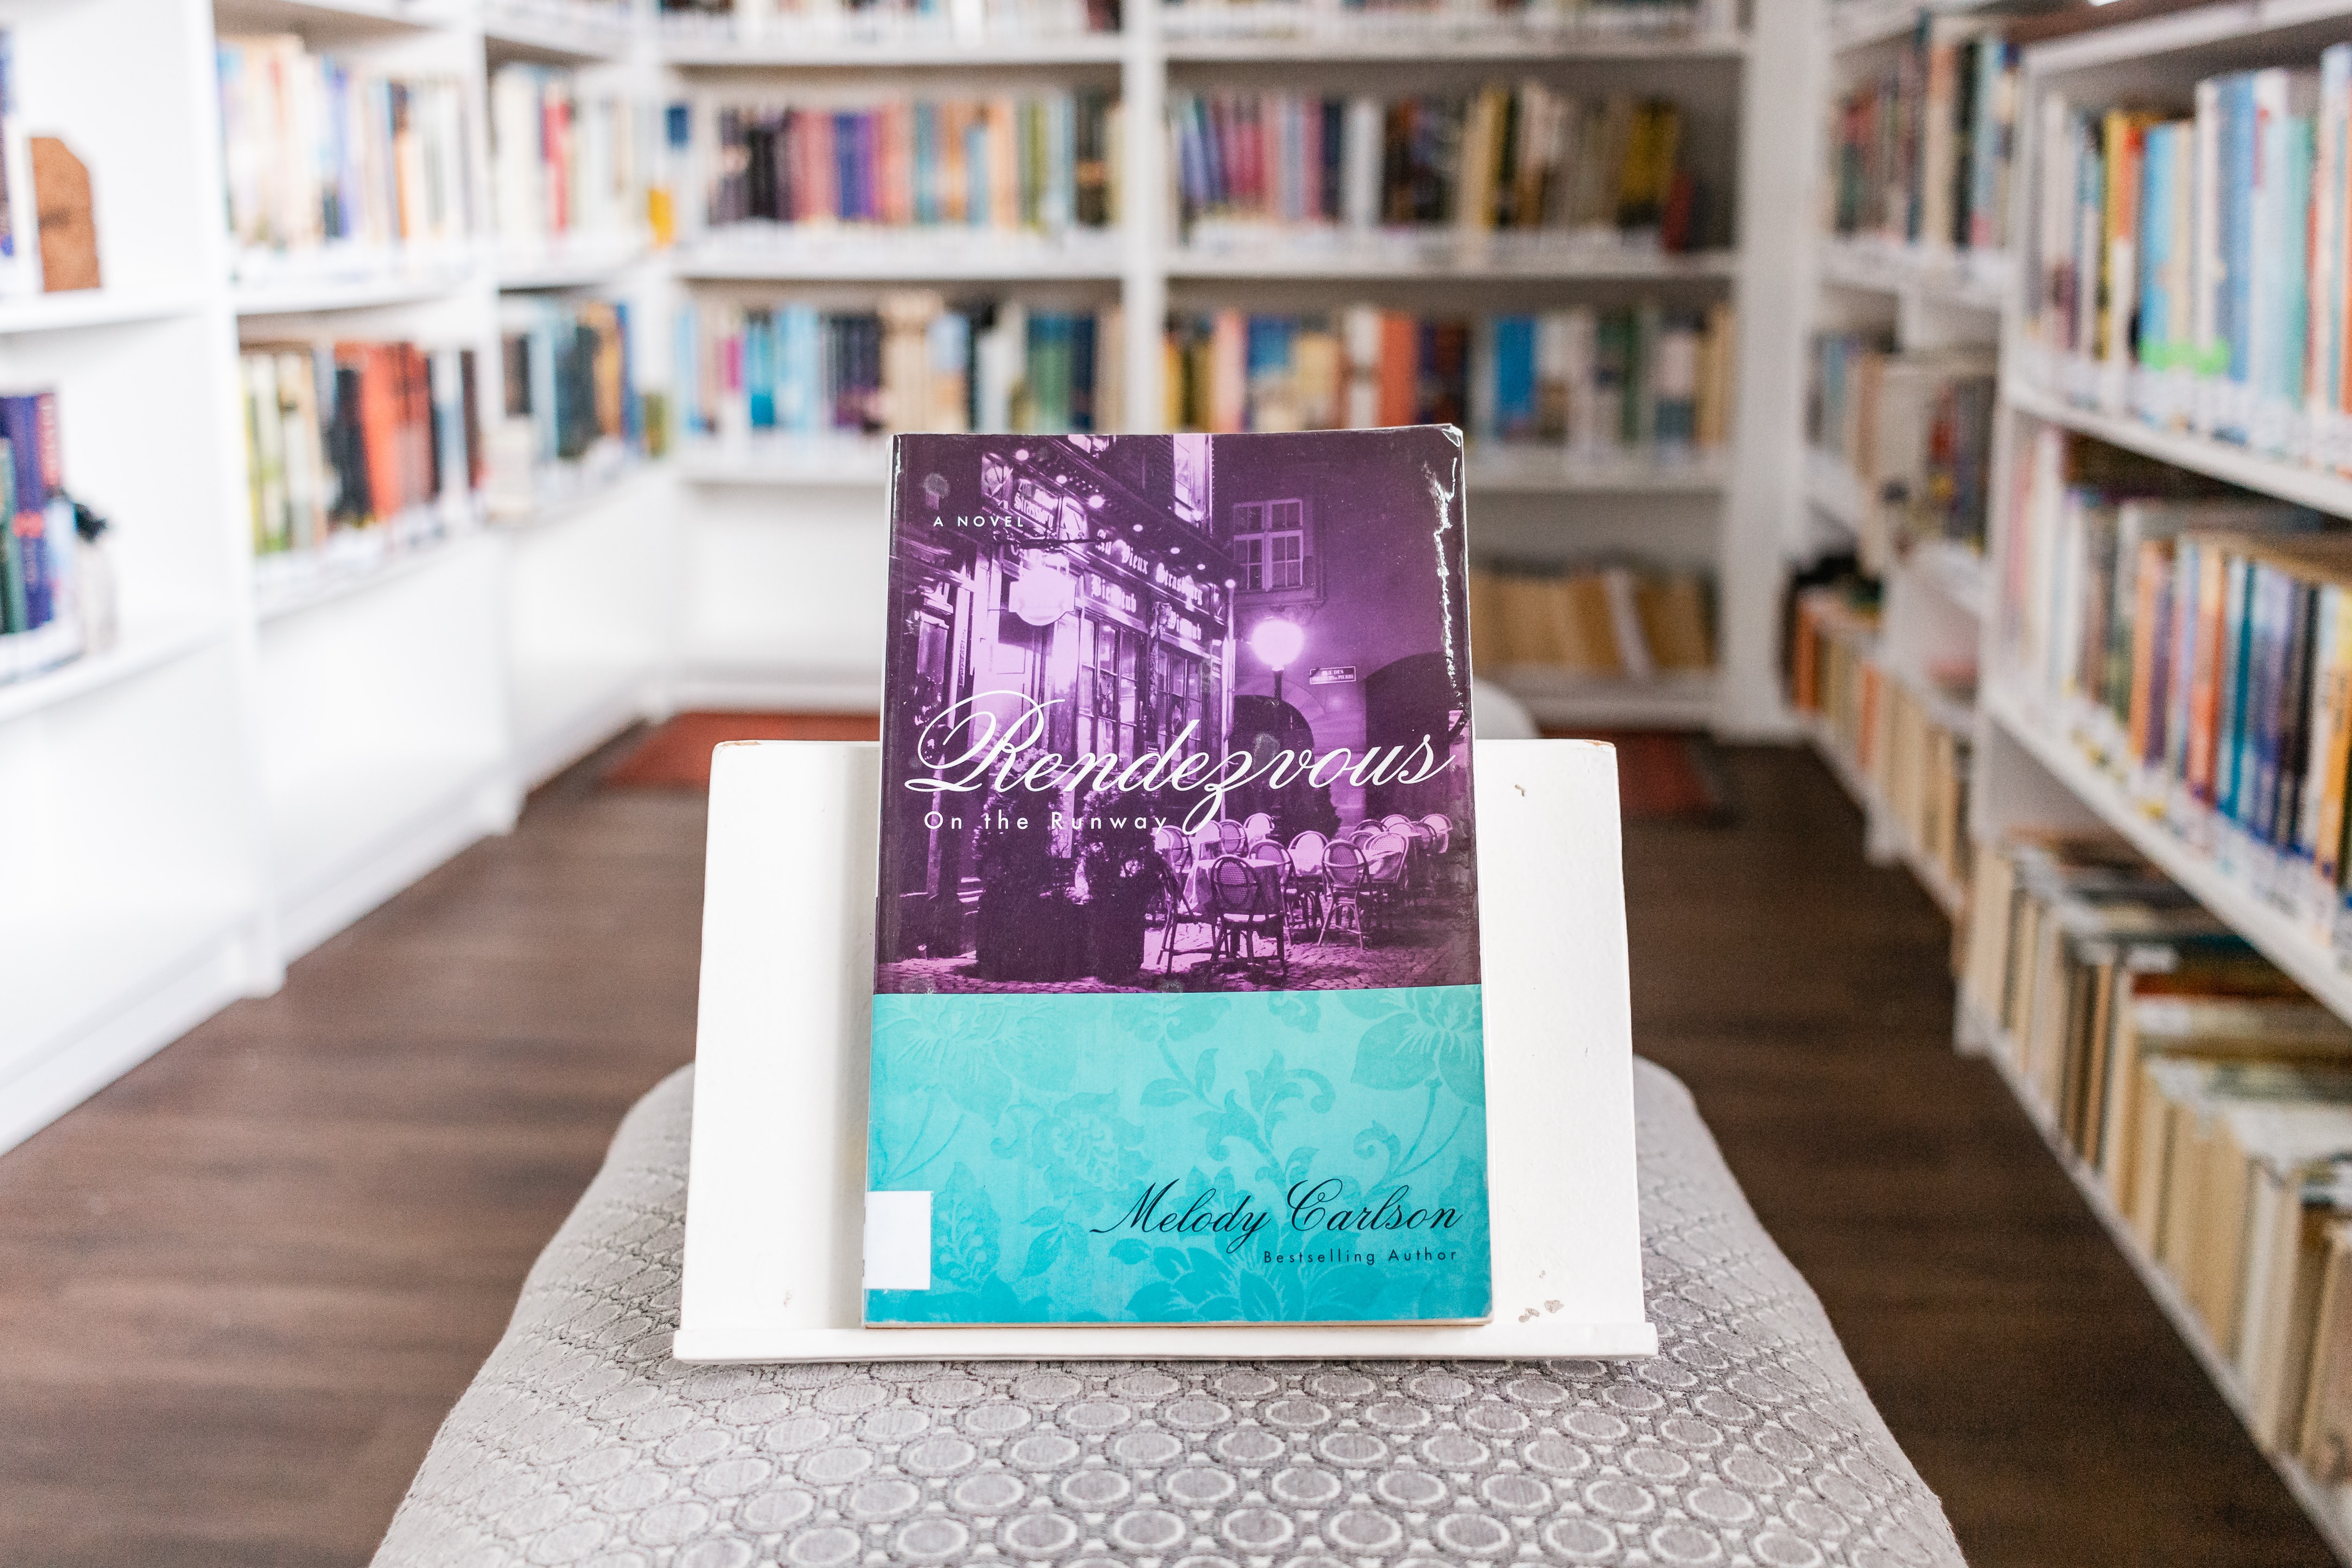 A NOVEL
Rendezvous
On the Runway
Melody Carlson
Bestselling Author